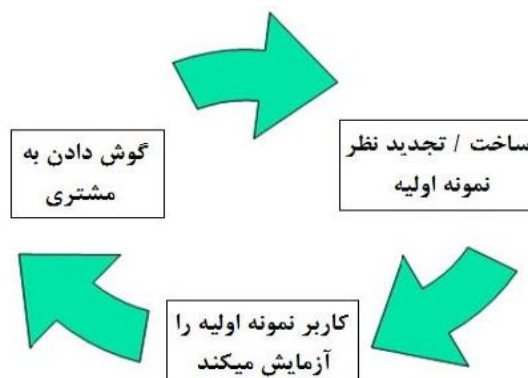 گوش دادن به
مشتری
ساخت / تجدید نظر
نمونه اولیه
کاربر نمونه اولیه را
آزمایش میکند